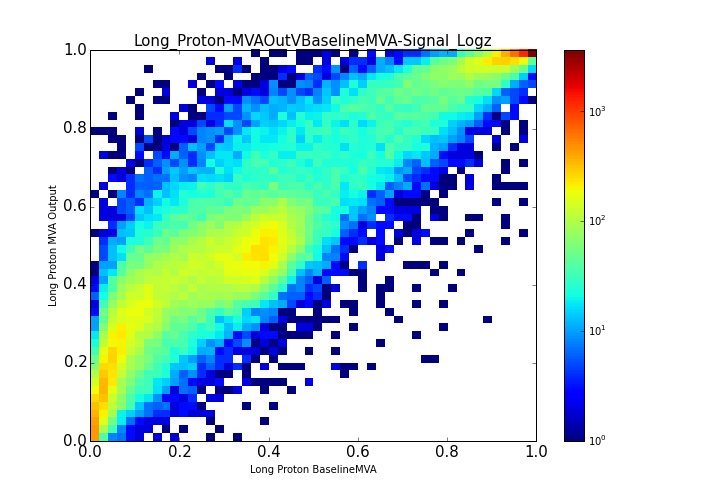 Long_Proton-MVAOutVBaselineMVA-Signal_Logz
1.0
0.8
0.6
0.4
0.2
0.0
Long Proton MVA Output
0.0 0.2 0.4 0.6 0.8 1.0
Long Proton BaselineMVA
10³
10²
10¹
10⁰